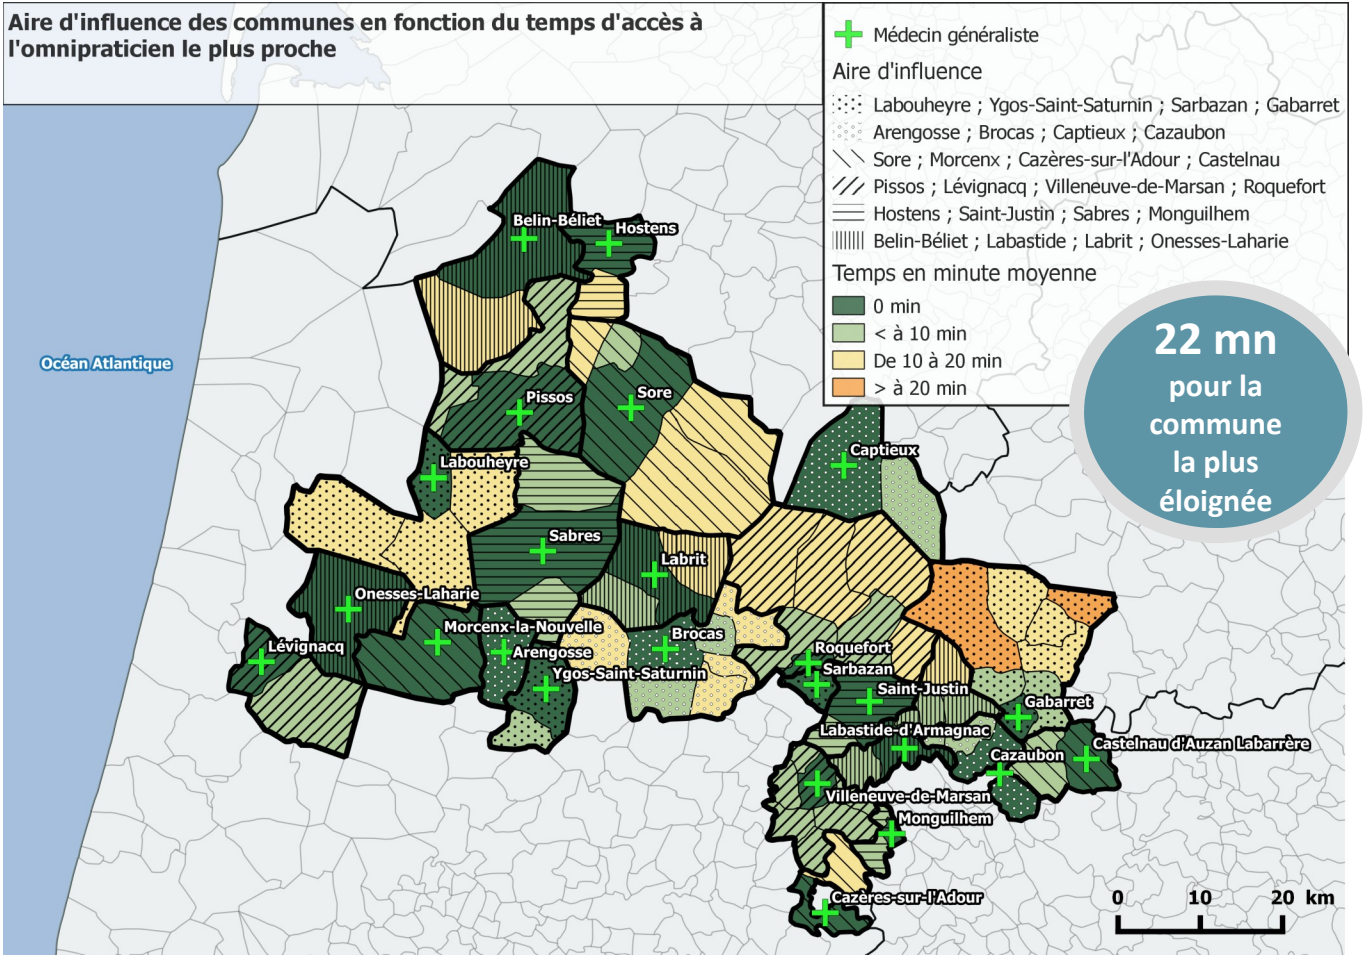 Aire d'influence des communes en fonction du temps d'accès à
l'omnipraticien le plus proche
Médecin généraliste
Aire d'influence
Labouheyre ; Ygos-Saint-Saturnin ; Sarbazan ; Gabarret
Arengosse ; Brocas ; Captieux ; Cazaubon
Sore ; Morcenx ; Cazères-sur-l'Adour ; Castelnau
Pissos ; Lévignacq ; Villeneuve-de-Marsan ; Roquefort
Hostens ; Saint-Justin ; Sabres ; Monguilhem
Belin-Béliet ; Labastide ; Labrit ; Onesses-Laharie
Temps en minute moyenne
0 min
< à 10 min
De 10 à 20 min
> à 20 min
22 mn
pour la
commune
la plus
éloignée
Océan Atlantique
Belin-Béliet
Hostens
Pissos
Sore
Labouheyre
Captieux
Sabres
Labrit
Onesses-Laharie
Morcenx-la-Nouvelle
Brocas
Lévignacq
Arengosse
Roquefort
Ygos-Saint-Saturnin
Sarbazan
Saint-Justin
Gabarret
Labastide-d'Armagnac
Castelnau d'Auzan Labarrère
Cazaubon
Villeneuve-de-Marsan
Monguilhem
Cazères-sur-l'Adour
0 10 20 km